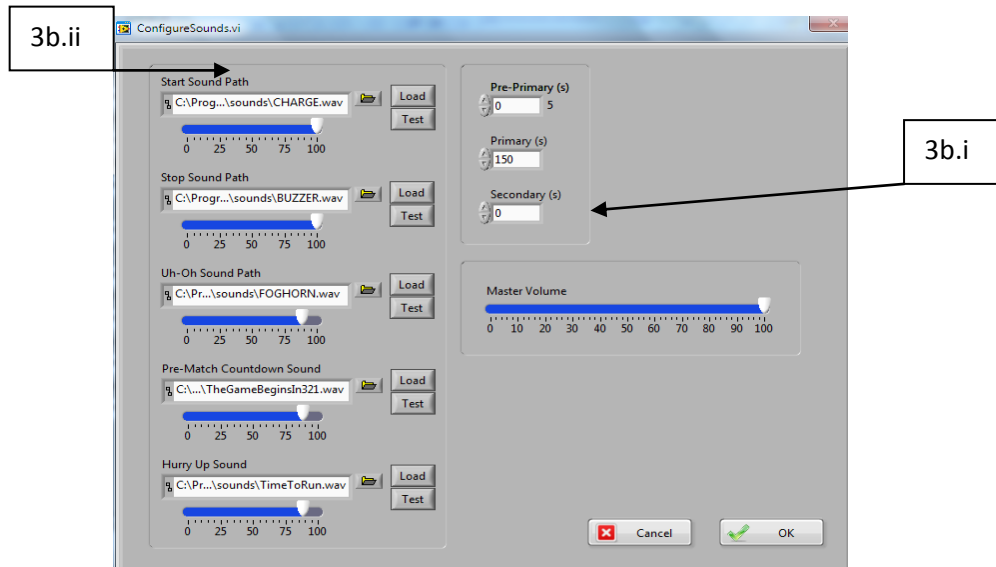 3b.ii
ConfigureSounds.vi
Start Sound Path
C:\Prog...\sounds\CHARGE.wav
Load
Test
0 25 50 75 100
Stop Sound Path
C:\Progr...\sounds\BUZZER.wav
Load
Test
0 25 50 75 100
Uh-Oh Sound Path
C:\Pr...\sounds\FOGHORN.wav
Load
Test
0 25 50 75 100
Pre-Match Countdown Sound
C:\...\TheGameBeginsIn321.wav
Load
Test
0 25 50 75 100
Hurry Up Sound
C:\Pr...\sounds\TimeToRun.wav
Load
Test
0 25 50 75 100
Pre-Primary (s)
0 5
Primary (s)
150
Secondary (s)
0
3b.i
Master Volume
0 10 20 30 40 50 60 70 80 90 100
Cancel
OK